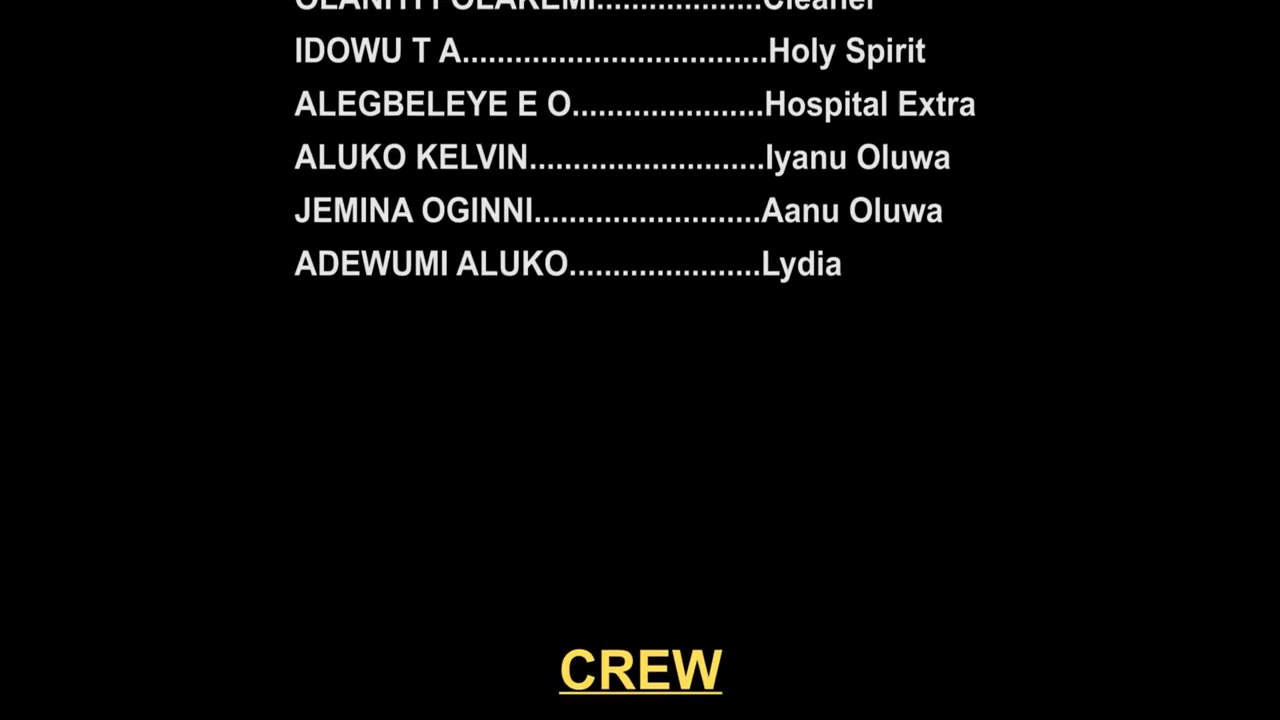 IDOWU T A...................................Holy Spirit
ALEGBELEYE E O......................Hospital Extra
ALUKO KELVIN...........................Iyanu Oluwa
JEMINA OGINNI..........................Aanu Oluwa
ADEWUMI ALUKO......................Lydia
CREW